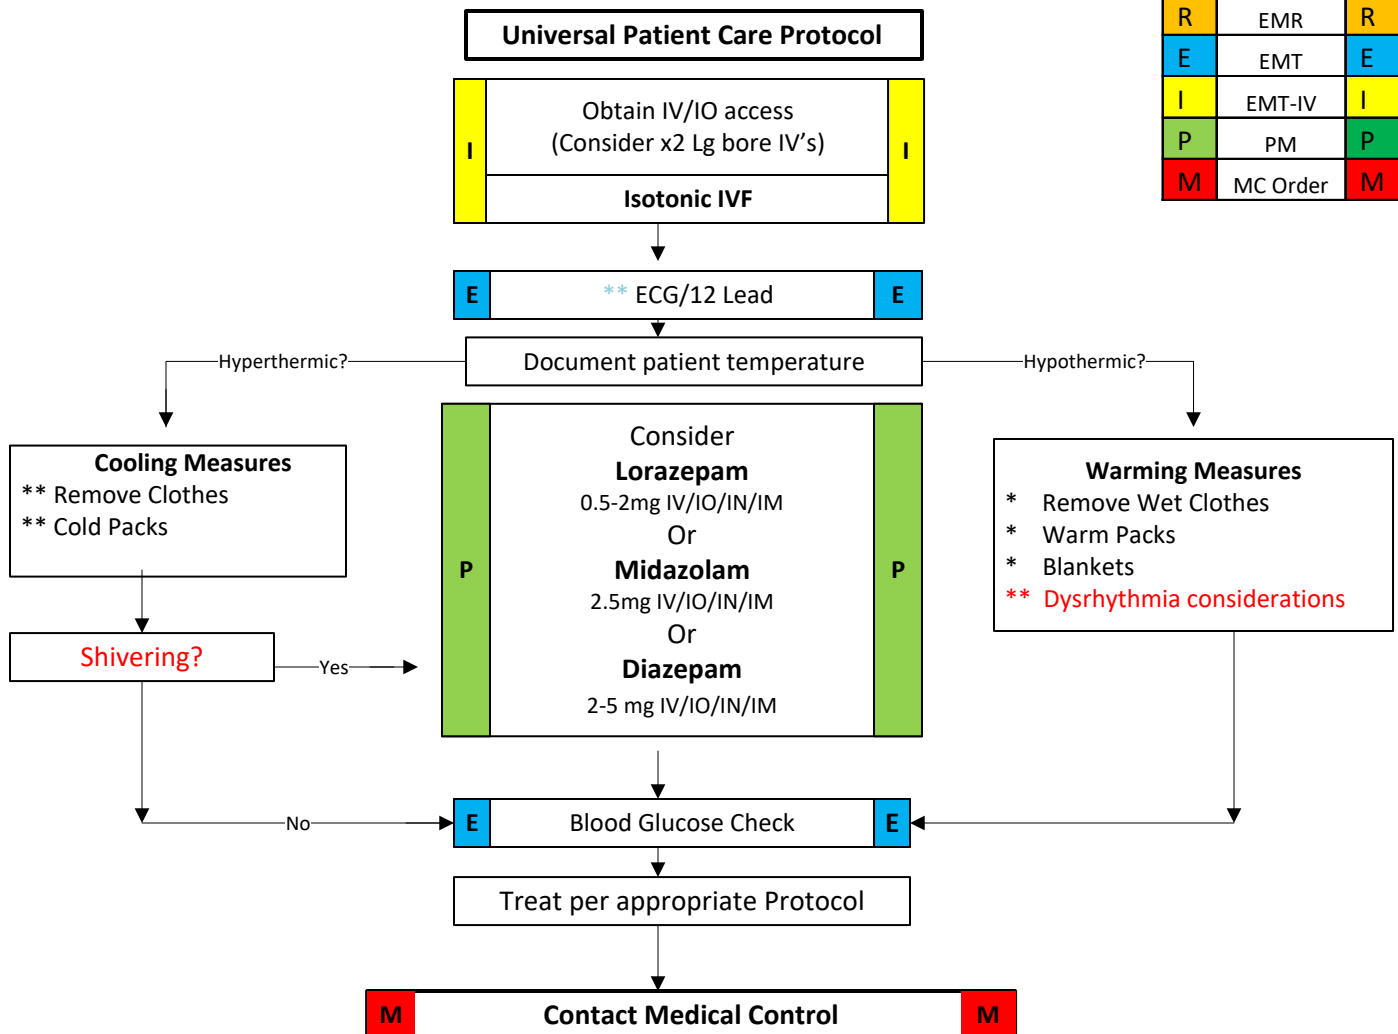 Universal Patient Care Protocol
R EMR R
E EMT E
I EMT-IV I
P PM P
M MC Order M
Obtain IV/IO access
(Consider x2 Lg bore IV’s)
I I
Isotonic IVF
E ** ECG/12 Lead E
Hyperthermic? Document patient temperature Hypothermic?
Cooling Measures
** Remove Clothes
** Cold Packs
Shivering?
Yes
No
Consider
Lorazepam
0.5-2mg IV/IO/IN/IM
Or
P Midazolam P
2.5mg IV/IO/IN/IM
Or
Diazepam
2-5 mg IV/IO/IN/IM
Warming Measures
* Remove Wet Clothes
* Warm Packs
* Blankets
** Dysrhythmia considerations
E Blood Glucose Check E
Treat per appropriate Protocol
M Contact Medical Control M